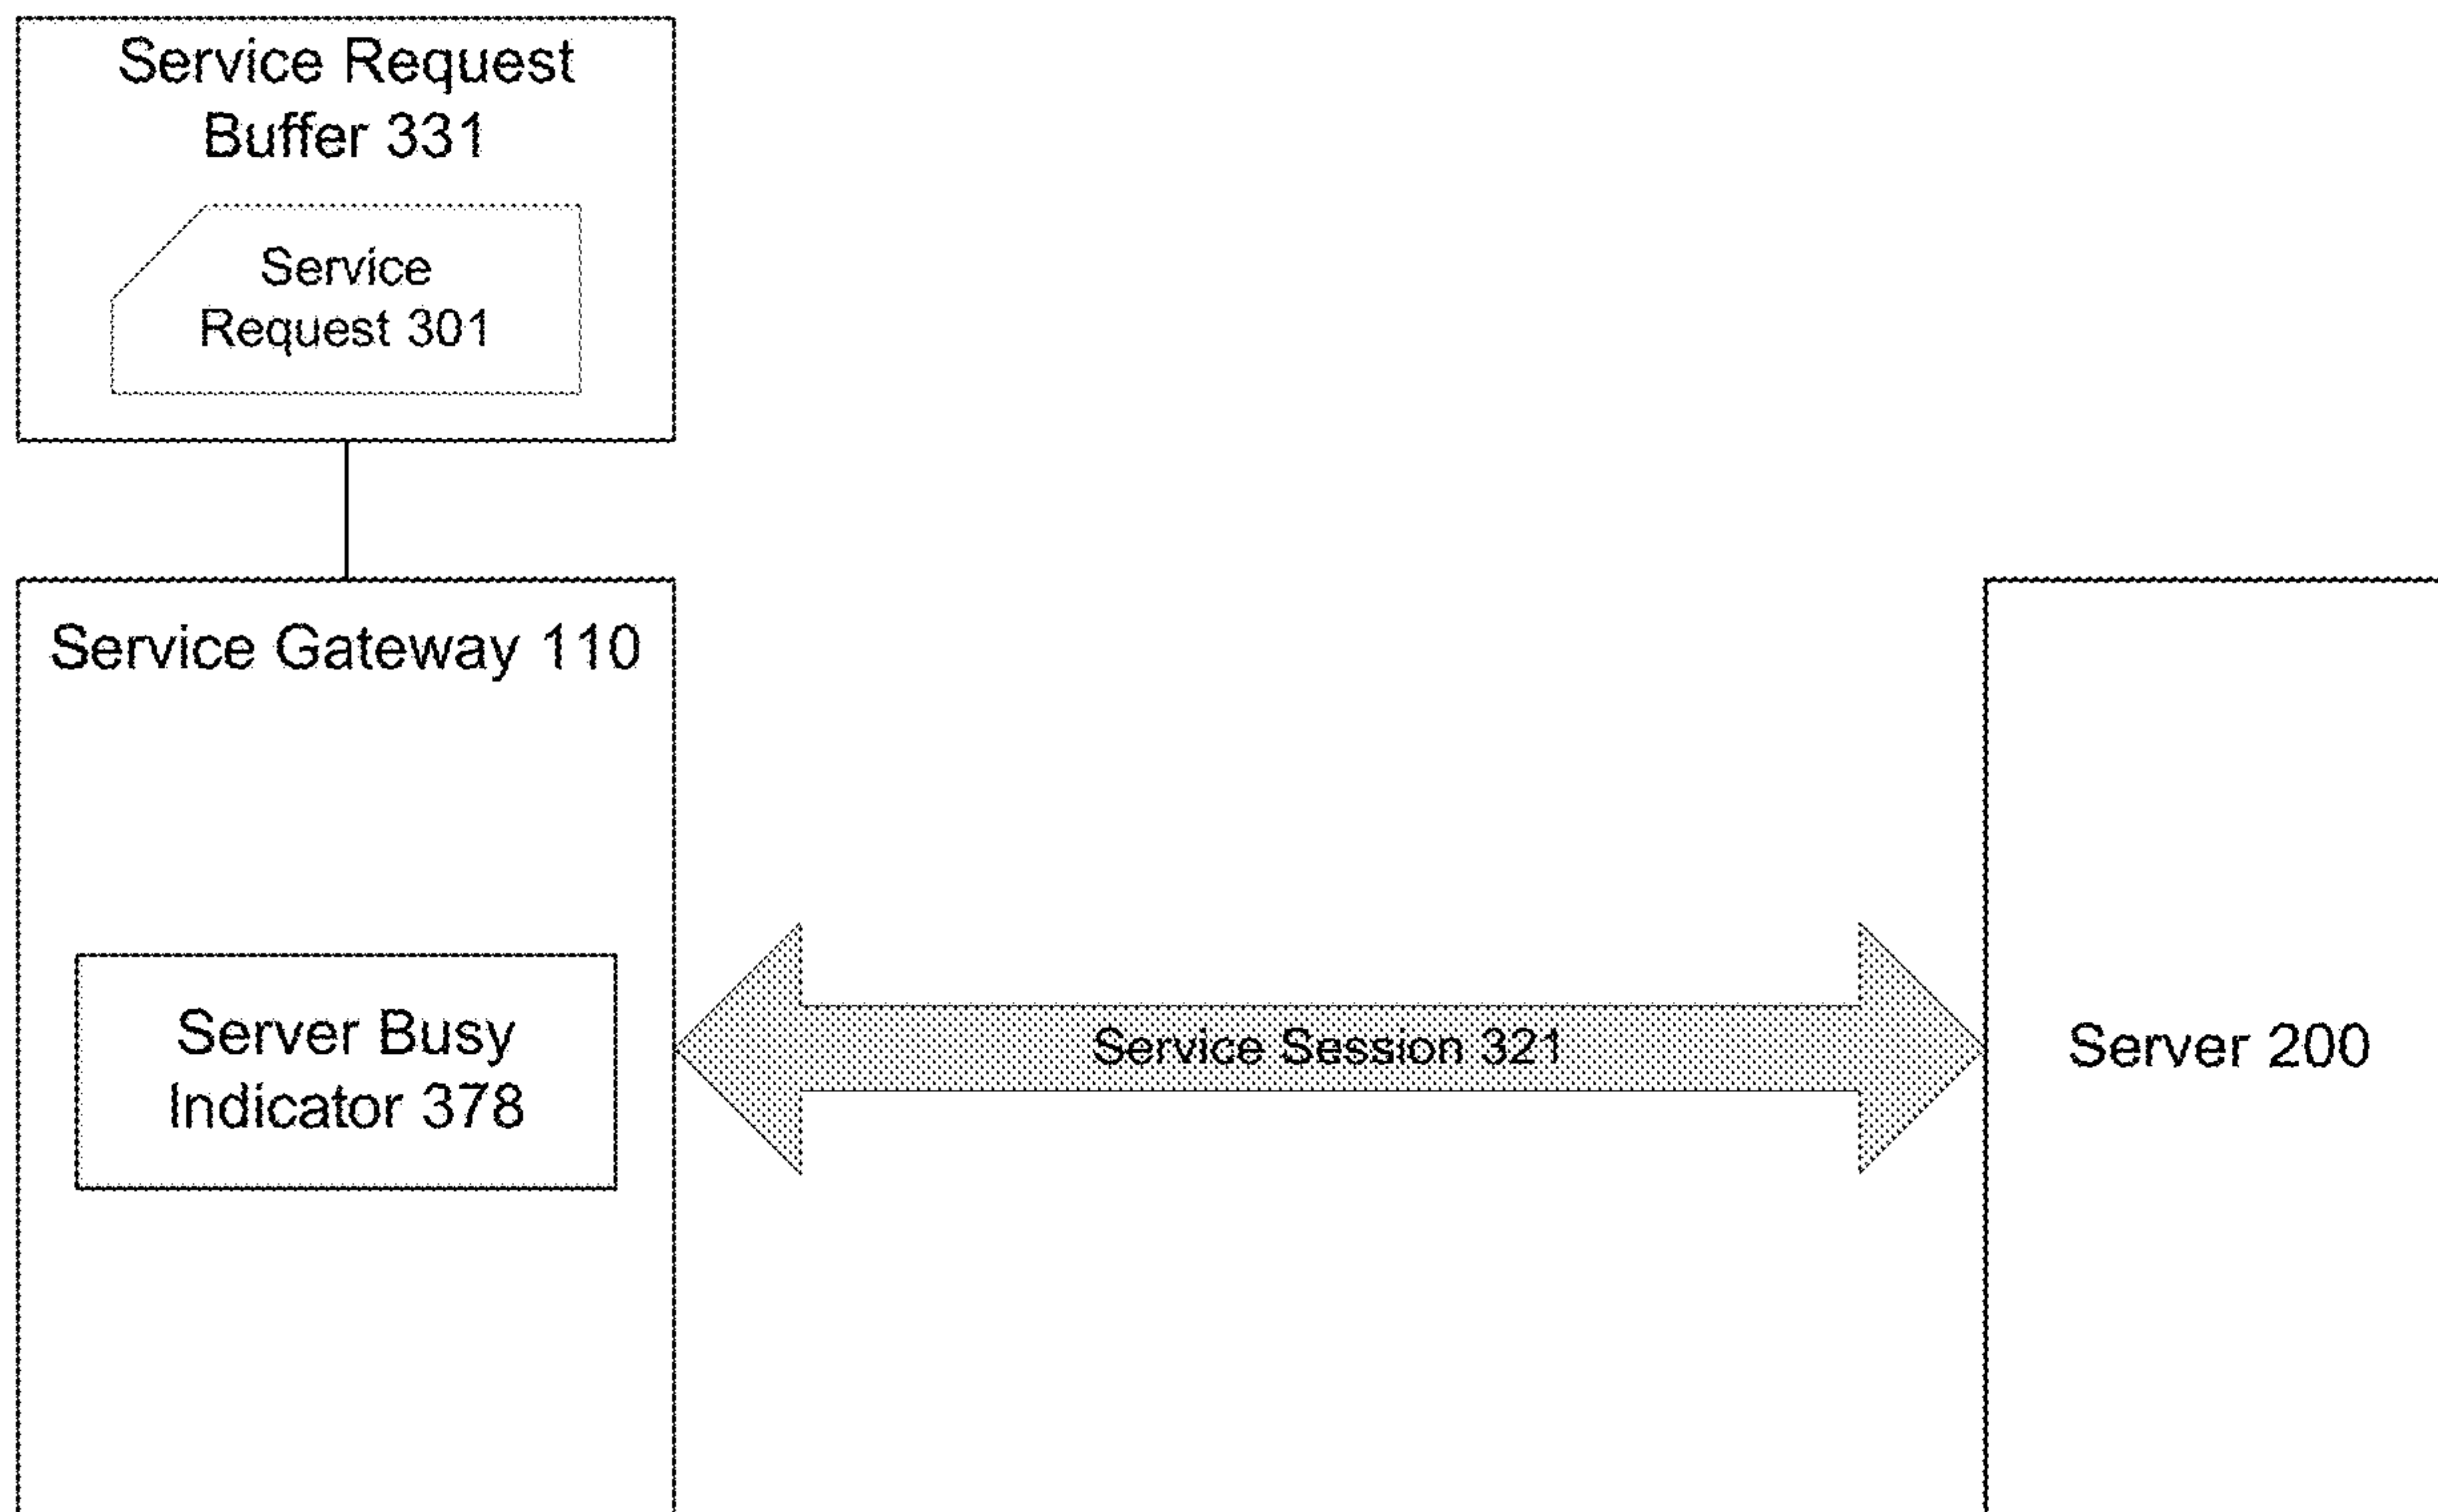 Service Request
Buffer 331
Service
Request 301
Service Gateway 110
Server Busy
Indicator 378
Service Session 321
Server 200